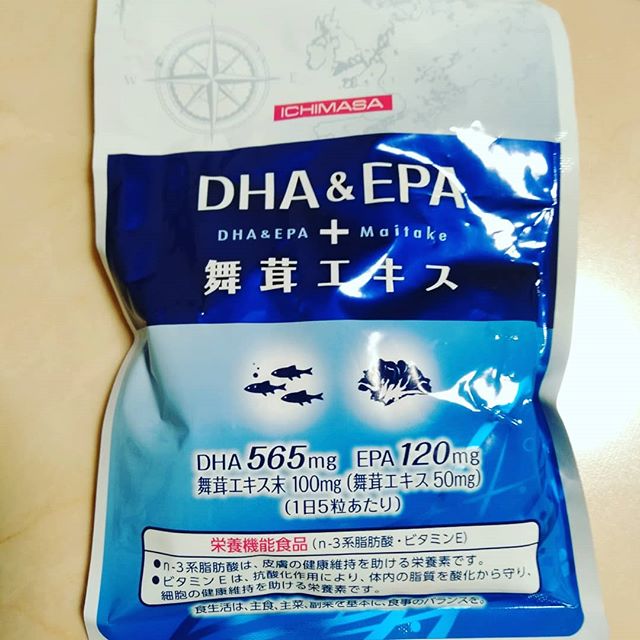 W
E
ICHIMASA
DHA & EPA
DHA&EPA + Maitake
舞茸エキス
DHA 565mg EPA 120mg
舞茸エキス末 100mg (舞茸エキス 50mg)
(1日5粒あたり)
栄養機能食品 (n-3系脂肪酸・ビタミンE)
●n-3系脂肪酸は、皮膚の健康維持を助ける栄養素です。
●ビタミンEは、抗酸化作用により、体内の脂質を酸化から守り、
細胞の健康維持を助ける栄養素です。
食生活は、主食、主菜、副菜を基本に、食事のバランスを。